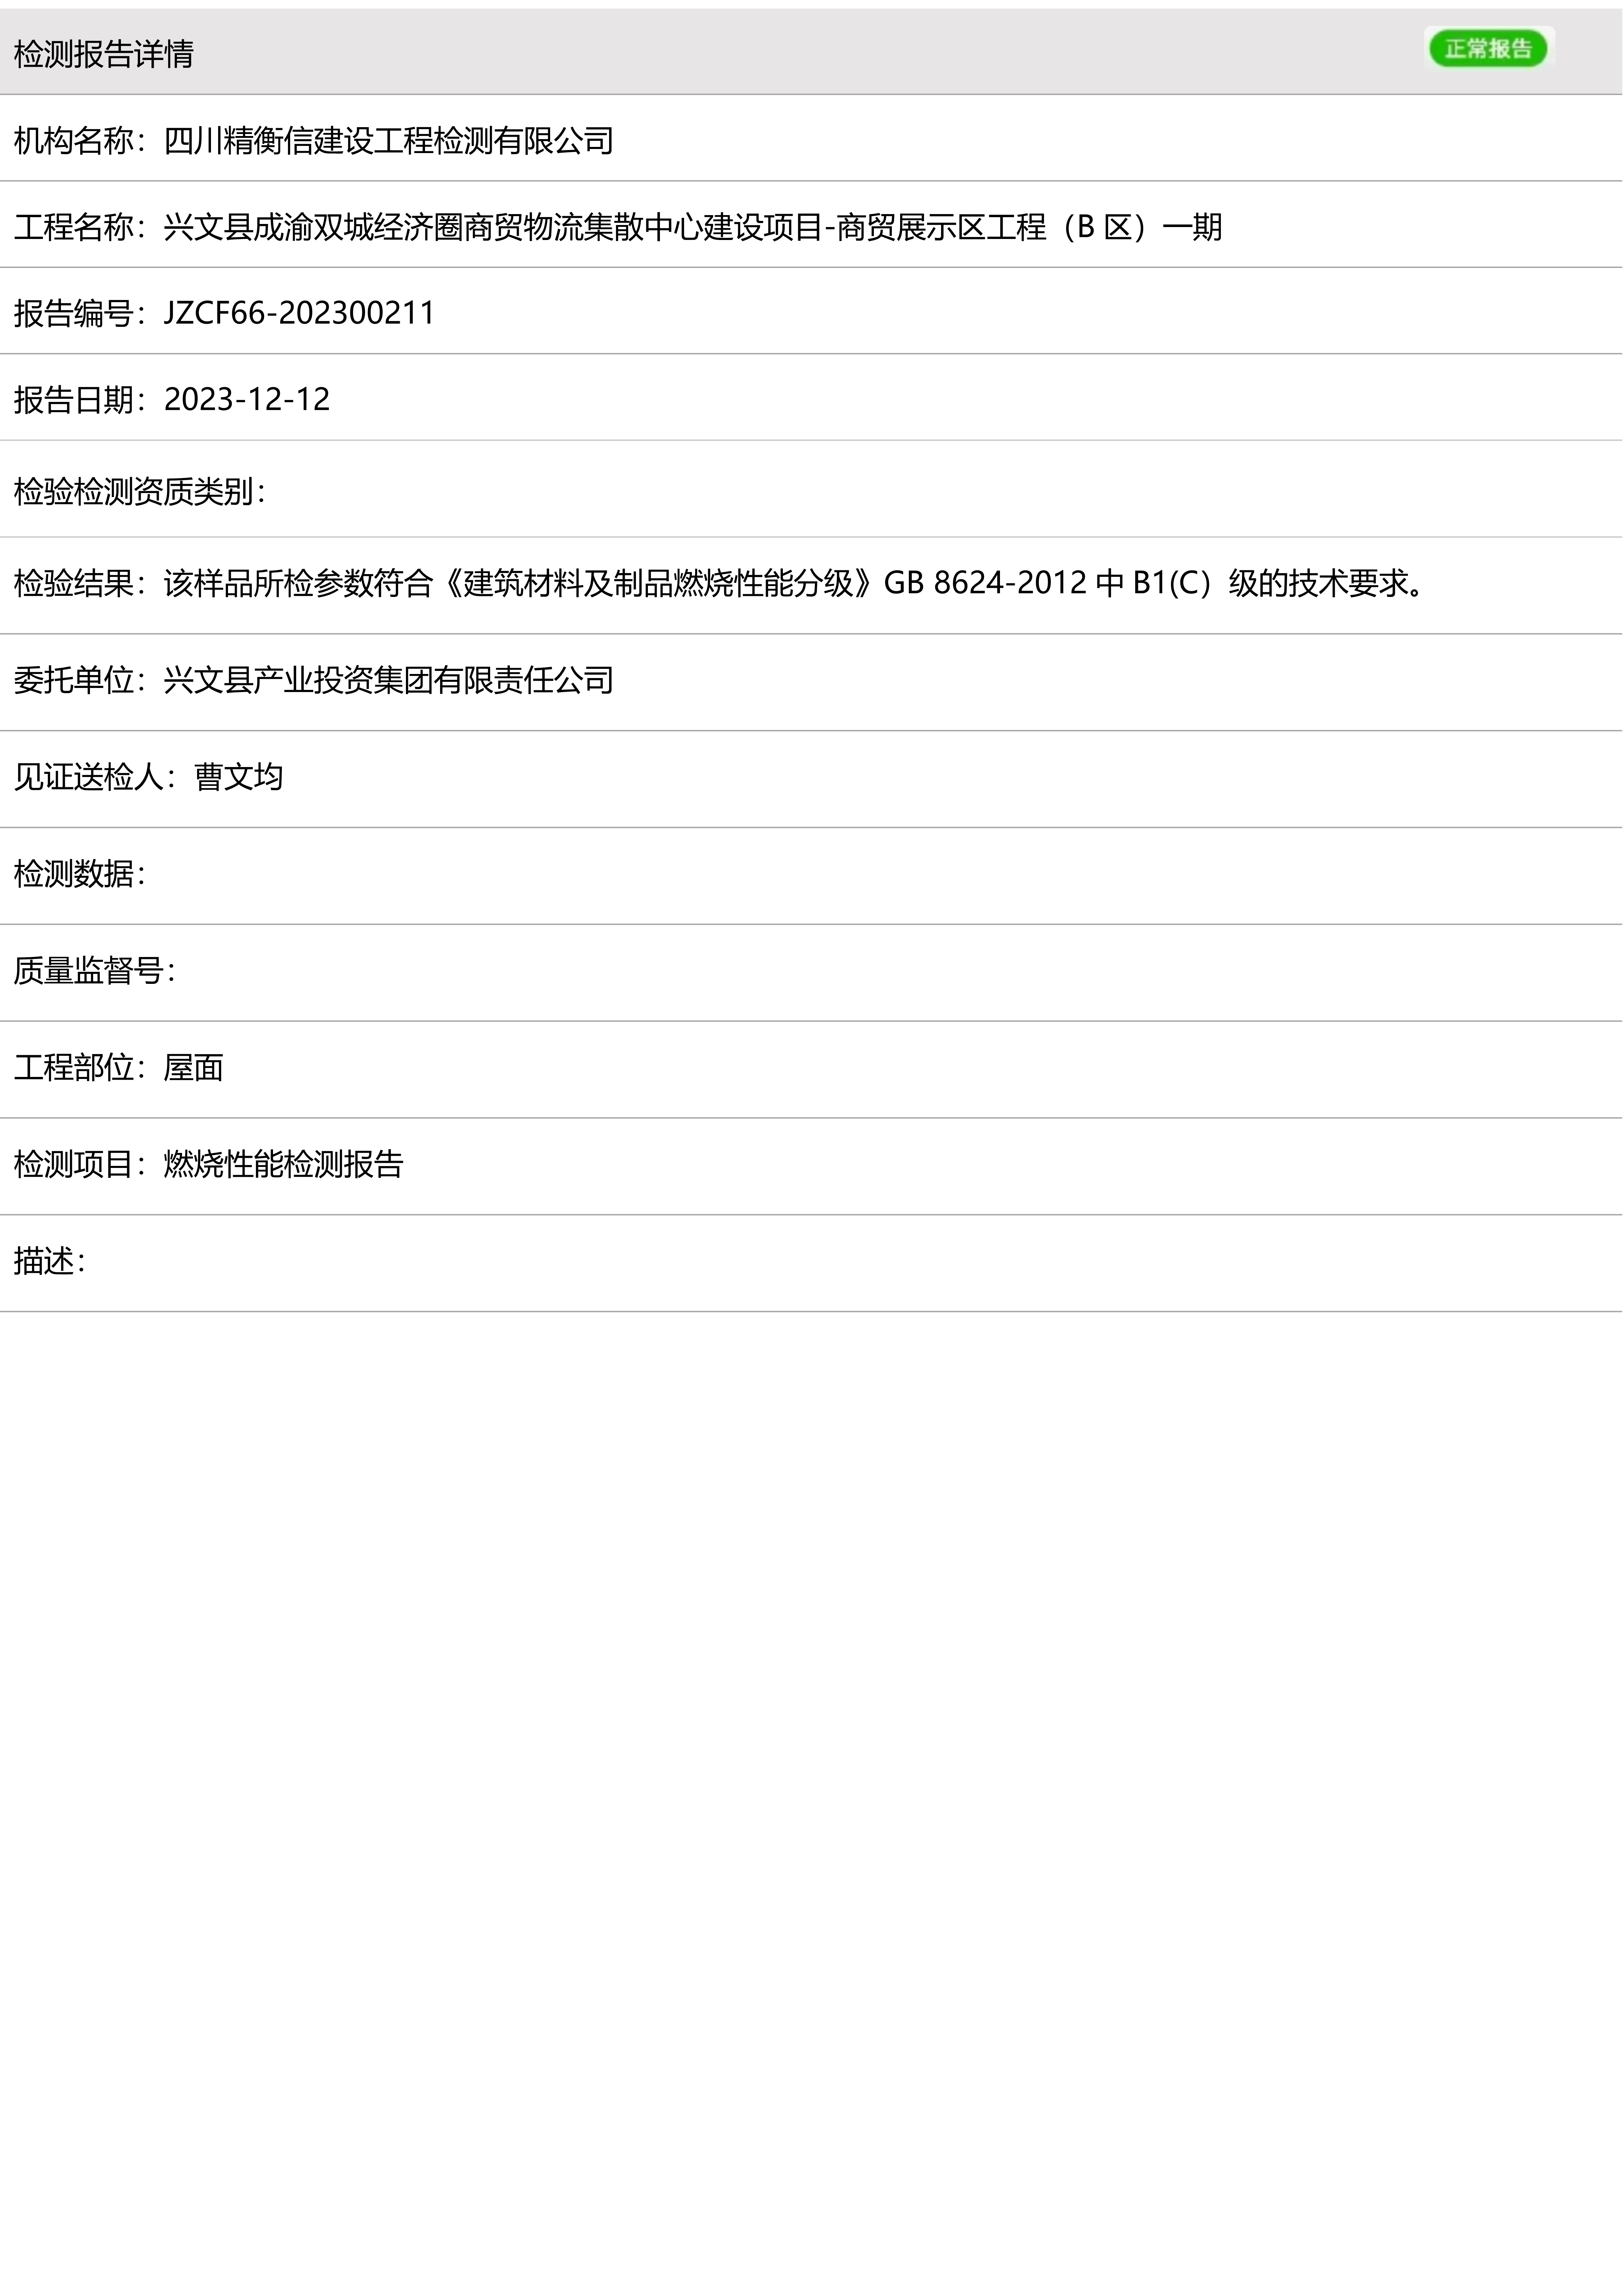 检测报告详情
正常报告
机构名称：四川精衡信建设工程检测有限公司
工程名称：兴文县成渝双城经济圈商贸物流集散中心建设项目-商贸展示区工程（B 区）一期
报告编号：JZCF66-202300211
报告日期：2023-12-12
检验检测资质类别：
检验结果：该样品所检参数符合《建筑材料及制品燃烧性能分级》GB 8624-2012 中 B1(C）级的技术要求。
委托单位：兴文县产业投资集团有限责任公司
见证送检人：曹文均
检测数据：
质量监督号：
工程部位：屋面
检测项目：燃烧性能检测报告
描述：